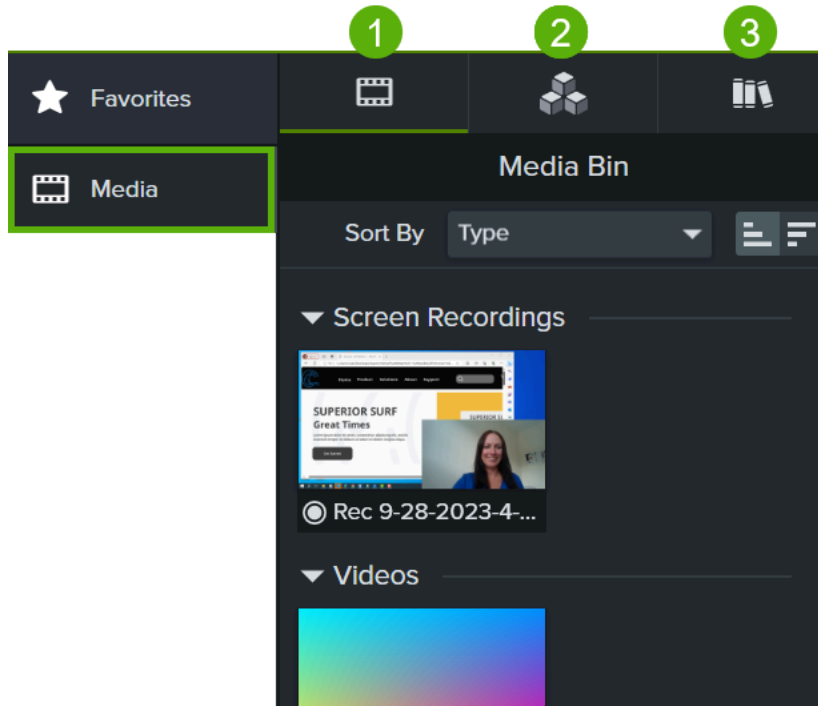 1 2 3
Favorites
Media
Media Bin
Sort By Type
Screen Recordings
SUPERIOR SURF
Great Times
Rec 9-28-2023-4-...
Videos